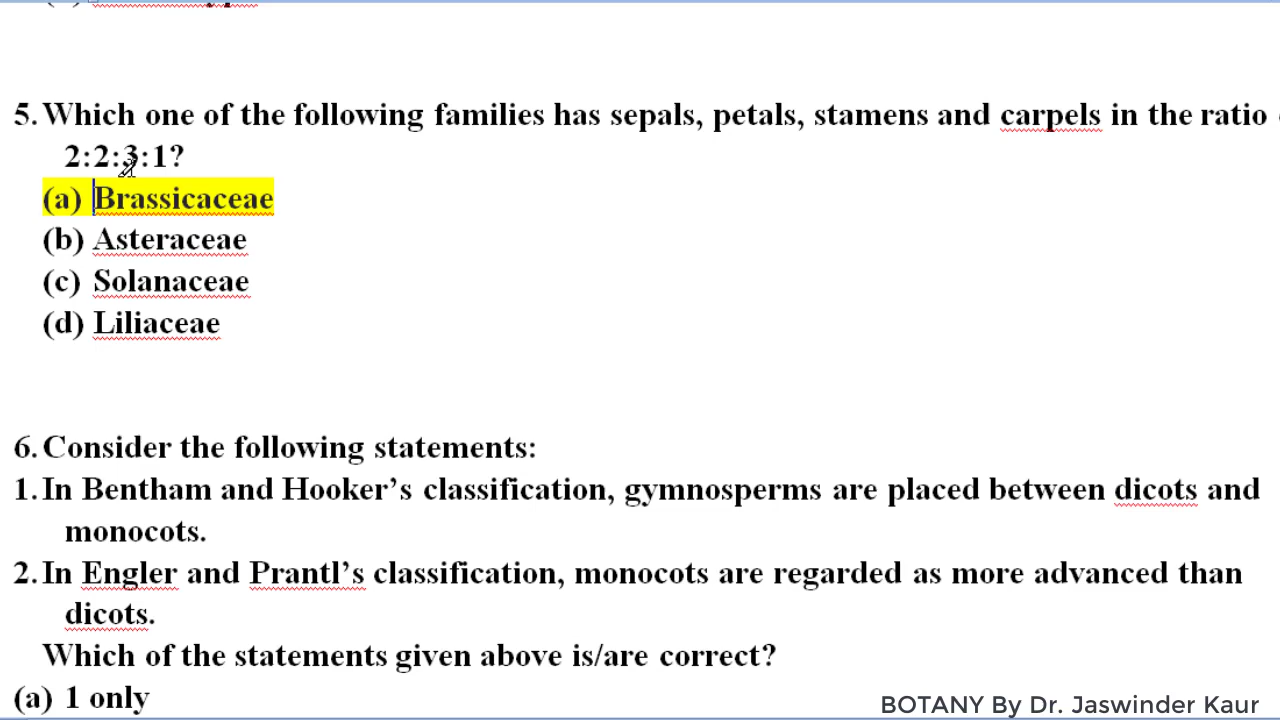 5. Which one of the following families has sepals, petals, stamens and carpels in the ratio
2:2:3:1?
(a) Brassicaceae
(b) Asteraceae
(c) Solanaceae
(d) Liliaceae
6. Consider the following statements:
1. In Bentham and Hooker’s classification, gymnosperms are placed between dicots and
monocots.
2. In Engler and Prantl’s classification, monocots are regarded as more advanced than
dicots.
Which of the statements given above is/are correct?
(a) 1 only
BOTANY By Dr. Jaswinder Kaur